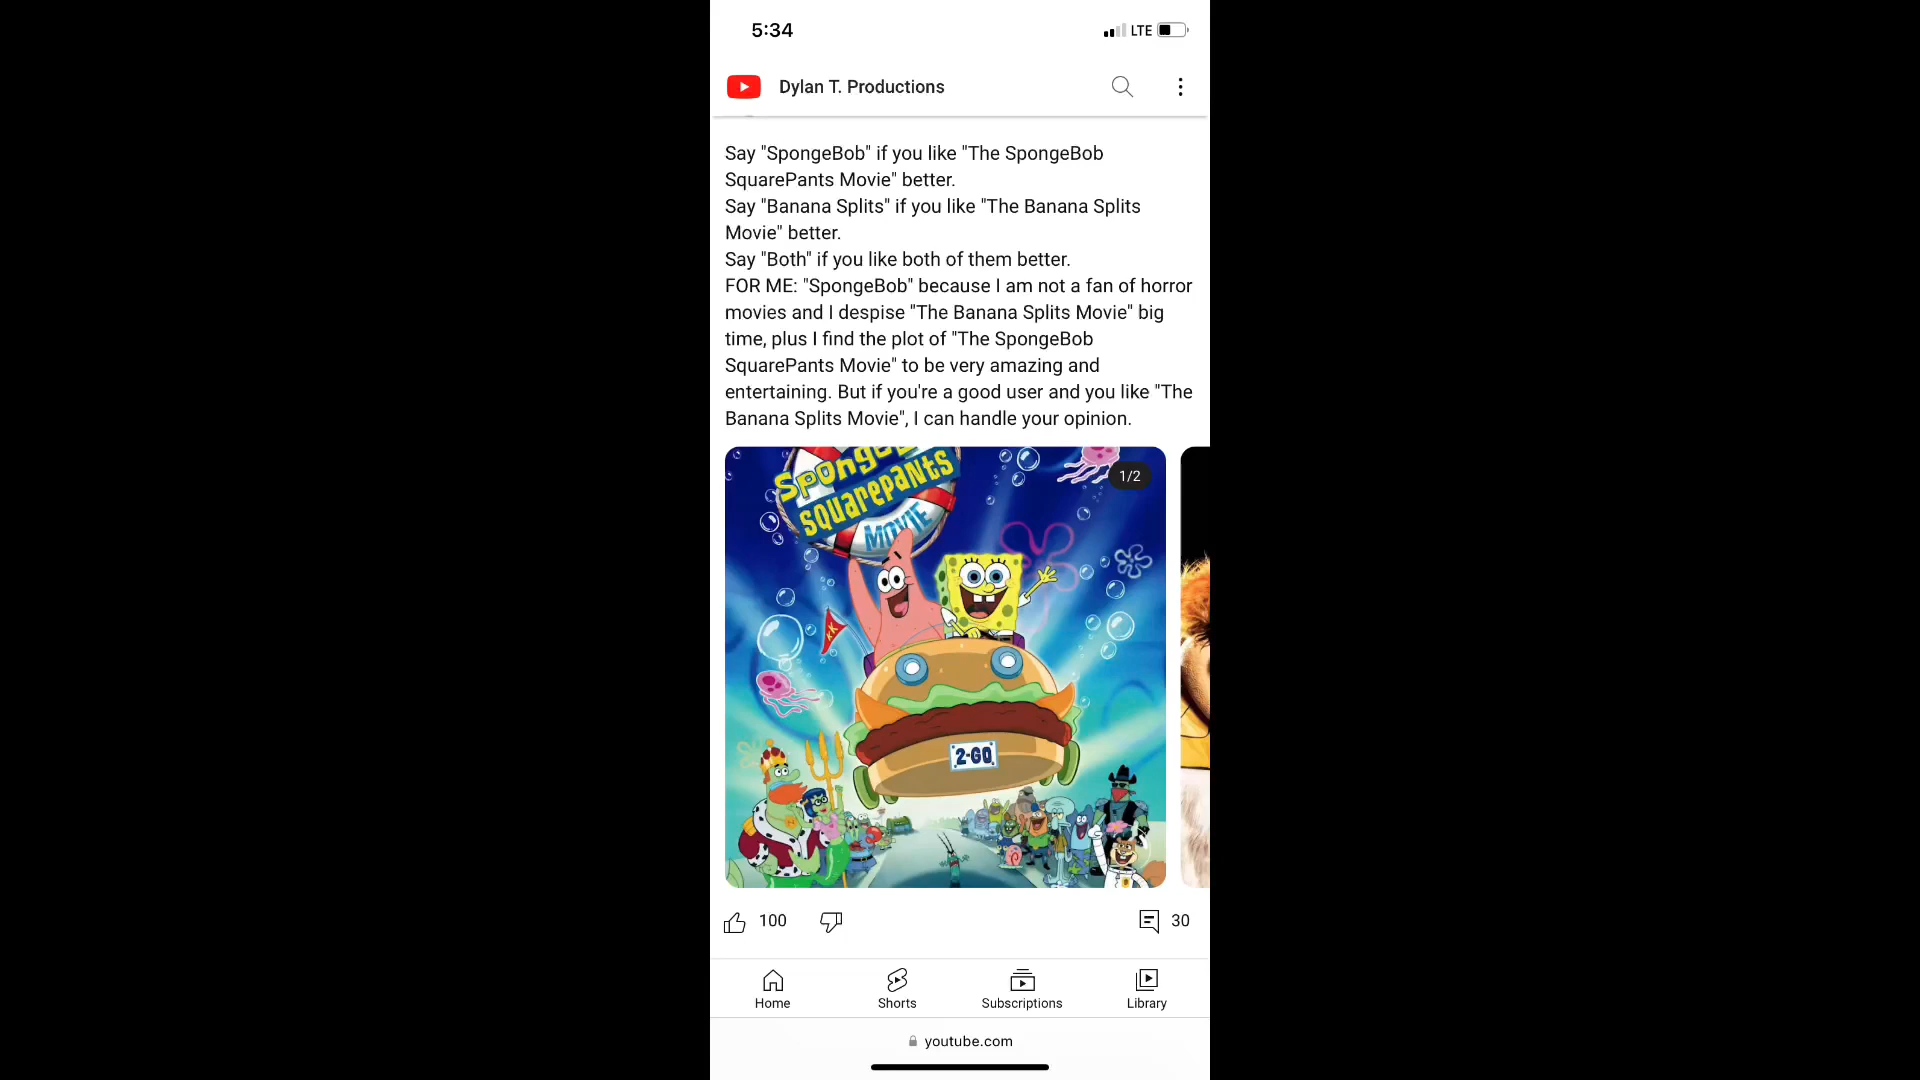 5:34
LTE
Dylan T. Productions
Say "SpongeBob" if you like "The SpongeBob
SquarePants Movie" better.
Say "Banana Splits" if you like "The Banana Splits
Movie" better.
Say "Both" if you like both of them better.
FOR ME: "SpongeBob" because I am not a fan of horror
movies and I despise "The Banana Splits Movie" big
time, plus I find the plot of "The SpongeBob
SquarePants Movie" to be very amazing and
entertaining. But if you're a good user and you like "The
Banana Splits Movie", I can handle your opinion.
1/2
squarepants
MOVIE
KK
2-GO
100
30
Home
Shorts
Subscriptions
Library
youtube.com